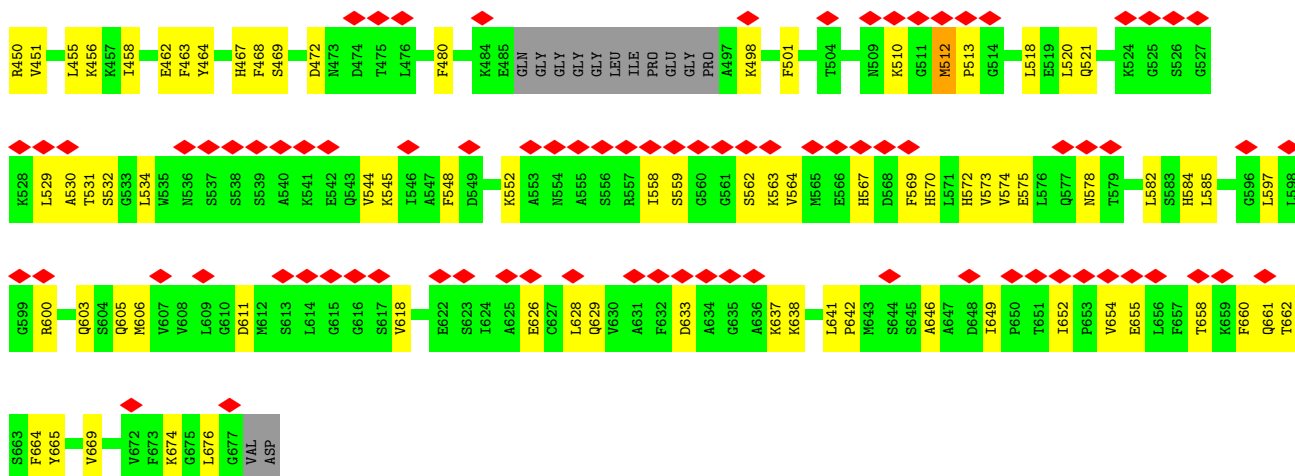 R450 V451 L455 K456 K457 I458 E462 F463 Y464 H467 F468 S469 D472 N473 D474 T475 L476 F480 K484 E485 GLN GLY GLY GLY GLY LEU ILE PRO GLU GLY PRO A497 K498 F501 T504 N509 K510 G511 M512 P513 G514 L518 E519 L520 Q521 K524 G525 S526 G527
K528 L529 A530 T531 S532 G533 L534 W535 N536 S537 S538 S539 A540 K541 E542 Q543 V544 K545 I546 A547 F548 D549 K552 A553 N554 A555 S556 R557 I558 S559 G560 G561 S562 K563 V564 M565 E566 H567 D568 F569 H570 L571 H572 V573 V574 E575 L576 Q577 N578 T579 L582 S583 H584 L585 G596 L597 L598
G599 R600 Q603 S604 Q605 M606 V607 V608 L609 G610 D611 M612 S613 L614 G615 G616 S617 V618 E622 S623 I624 A625 E626 C627 L628 Q629 V630 A631 F632 D633 A634 G635 A636 K637 K638 L641 P642 M643 S644 S645 A646 A647 D648 I649 P650 T651 I652 P653 V654 E655 L656 F657 T658 K659 F660 Q661 T662
S663 F664 Y665 V669 V672 F673 K674 G675 L676 G677 VAL ASP